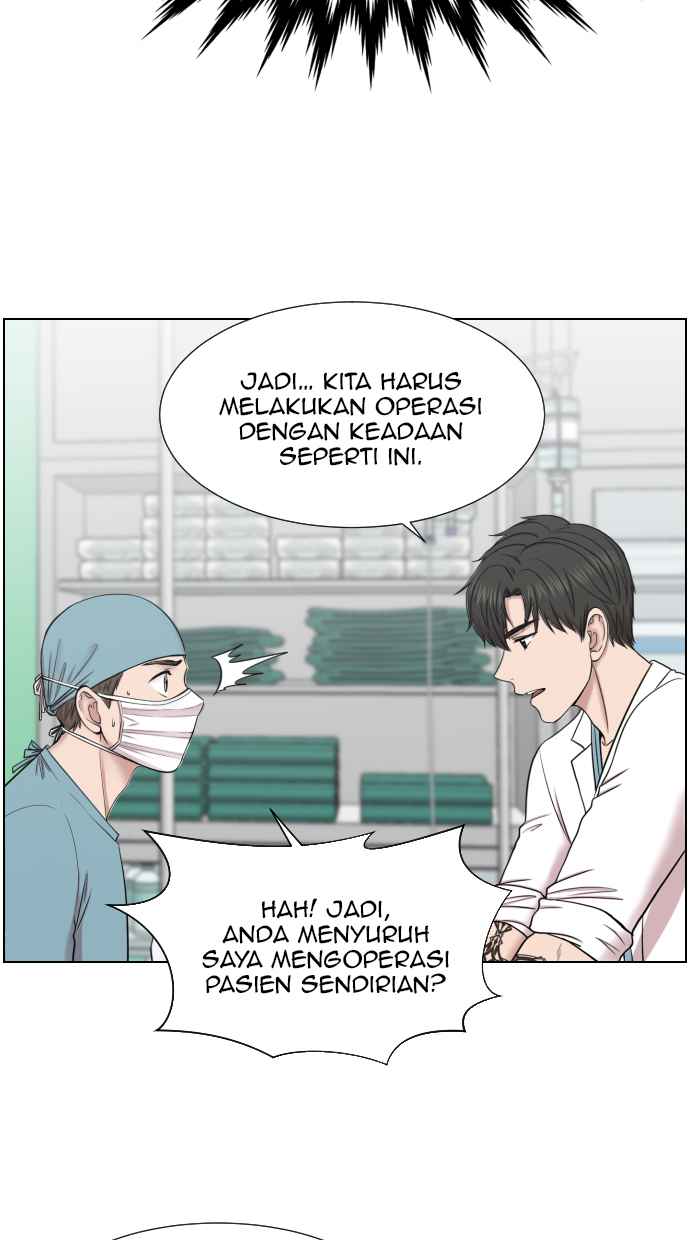 JADI... KITA HARUS
MELAKUKAN OPERASI
DENGAN KEADAAN
SEPERTI INI.
HAH! JADI,
ANDA MENYURUH
SAYA MENGOPERASI
PASIEN SENDIRIAN?